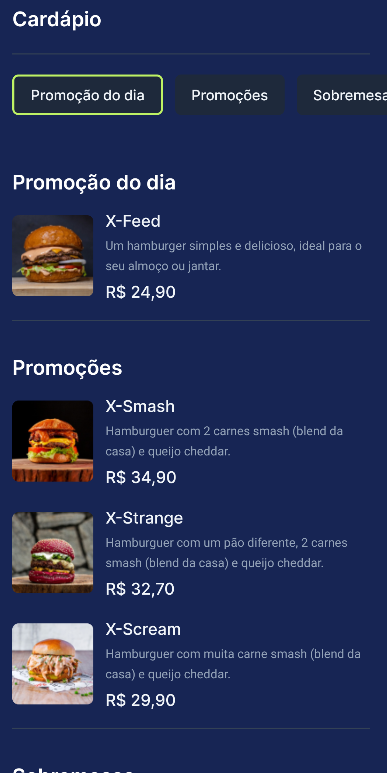 Cardápio
Promoção do dia
Promoções
Sobremesa
Promoção do dia
X-Feed
Um hamburger simples e delicioso, ideal para o
seu almoço ou jantar.
R$ 24,90
Promoções
X-Smash
Hamburguer com 2 carnes smash (blend da
casa) e queijo cheddar.
R$ 34,90
X-Strange
Hamburguer com um pão diferente, 2 carnes
smash (blend da casa) e queijo cheddar.
R$ 32,70
X-Scream
Hamburguer com muita carne smash (blend da
casa) e queijo cheddar.
R$ 29,90
Sobremesas